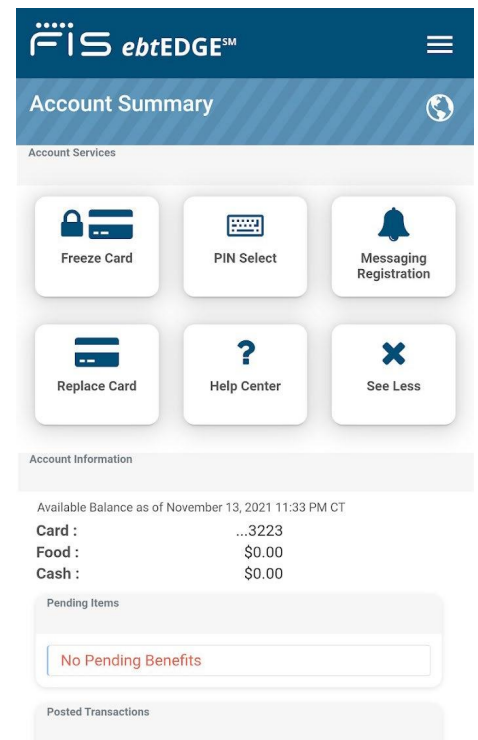 FIS ebtEDGE℠
Account Summary
Account Services
Freeze Card
PIN Select
Messaging
Registration
Replace Card
Help Center
See Less
Account Information
Available Balance as of November 13, 2021 11:33 PM CT
Card : ...3223
Food : $0.00
Cash : $0.00
Pending Items
No Pending Benefits
Posted Transactions